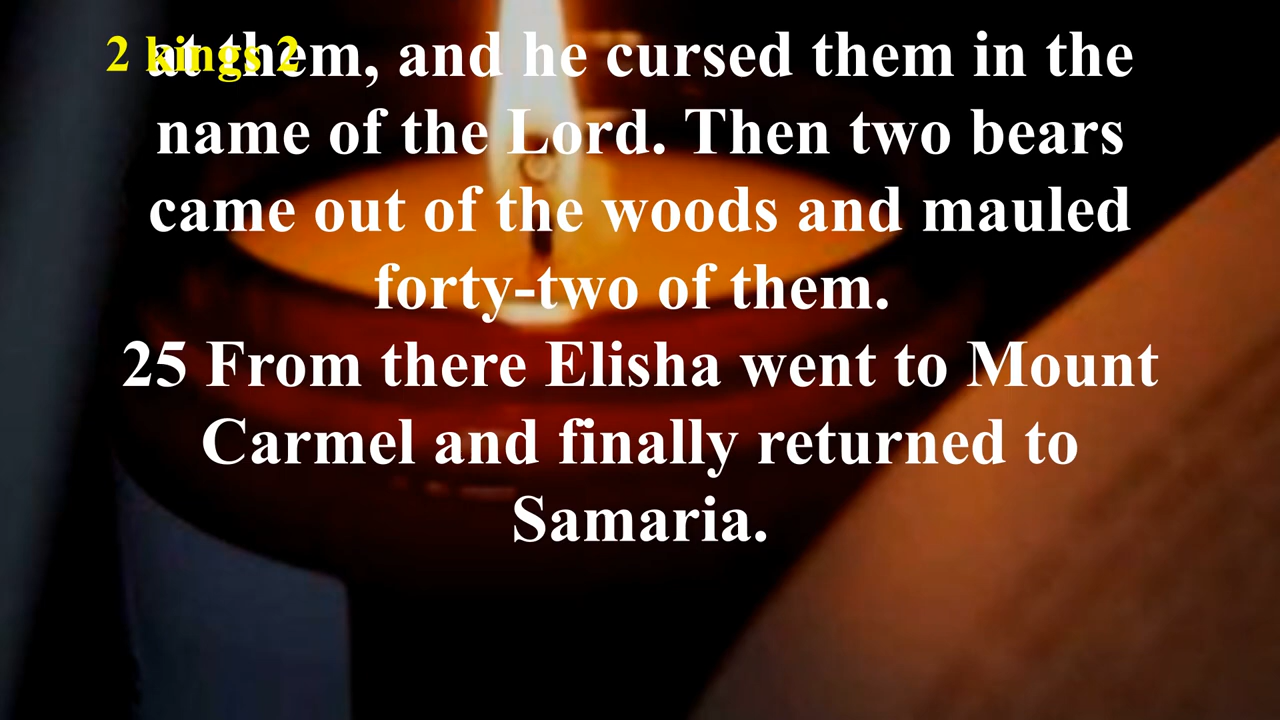 2 kings 2
at them, and he cursed them in the
name of the Lord. Then two bears
came out of the woods and mauled
forty-two of them.
25 From there Elisha went to Mount
Carmel and finally returned to
Samaria.